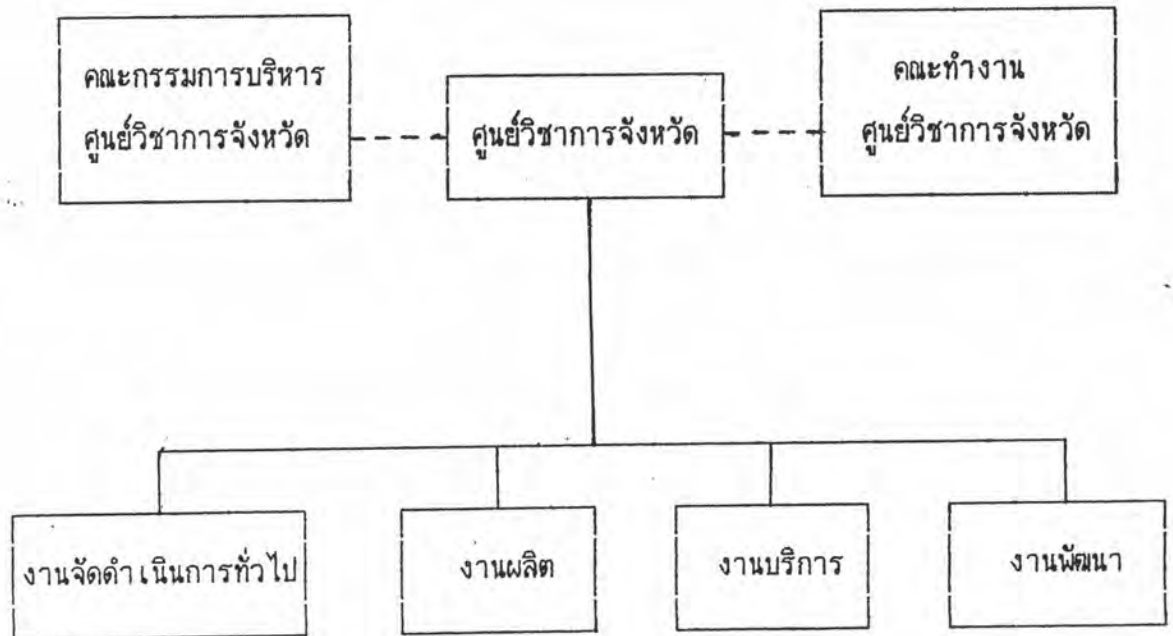 คณะกรรมการบริหาร
ศูนย์วิชาการจังหวัด
ศูนย์วิชาการจังหวัด
คณะทำงาน
ศูนย์วิชาการจังหวัด
งานจัดดำเนินการทั่วไป
งานผลิต
งานบริการ
งานพัฒนา